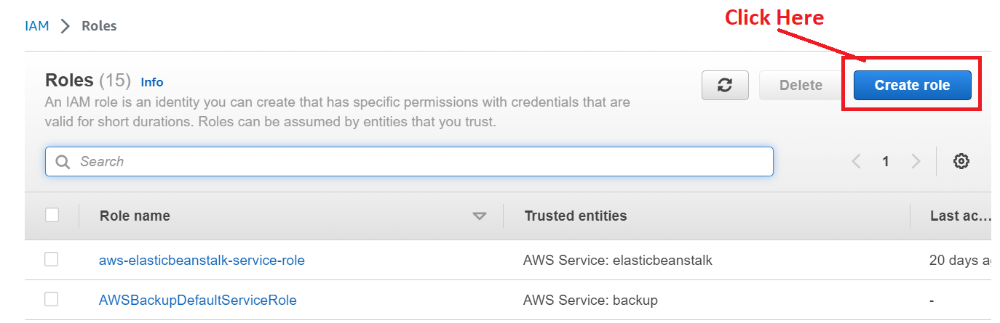 Click Here
IAM > Roles
Roles (15) Info
Delete
Create role
An IAM role is an identity you can create that has specific permissions with credentials that are
valid for short durations. Roles can be assumed by entities that you trust.
Search
1
Role name Trusted entities Last ac...
aws-elasticbeanstalk-service-role AWS Service: elasticbeanstalk 20 days a
AWSBackupDefaultServiceRole AWS Service: backup -